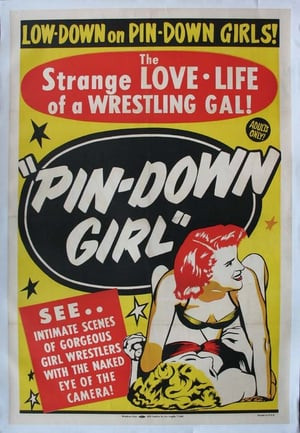 LOW-DOWN on PIN-DOWN GIRLS!
The
Strange LOVE·LIFE
of a WRESTLING GAL!
ADULTS
ONLY!
"PIN-DOWN
GIRL"
SEE..
INTIMATE SCENES
OF GORGEOUS
GIRL WRESTLERS
WITH THE NAKED
EYE OF THE
CAMERA!